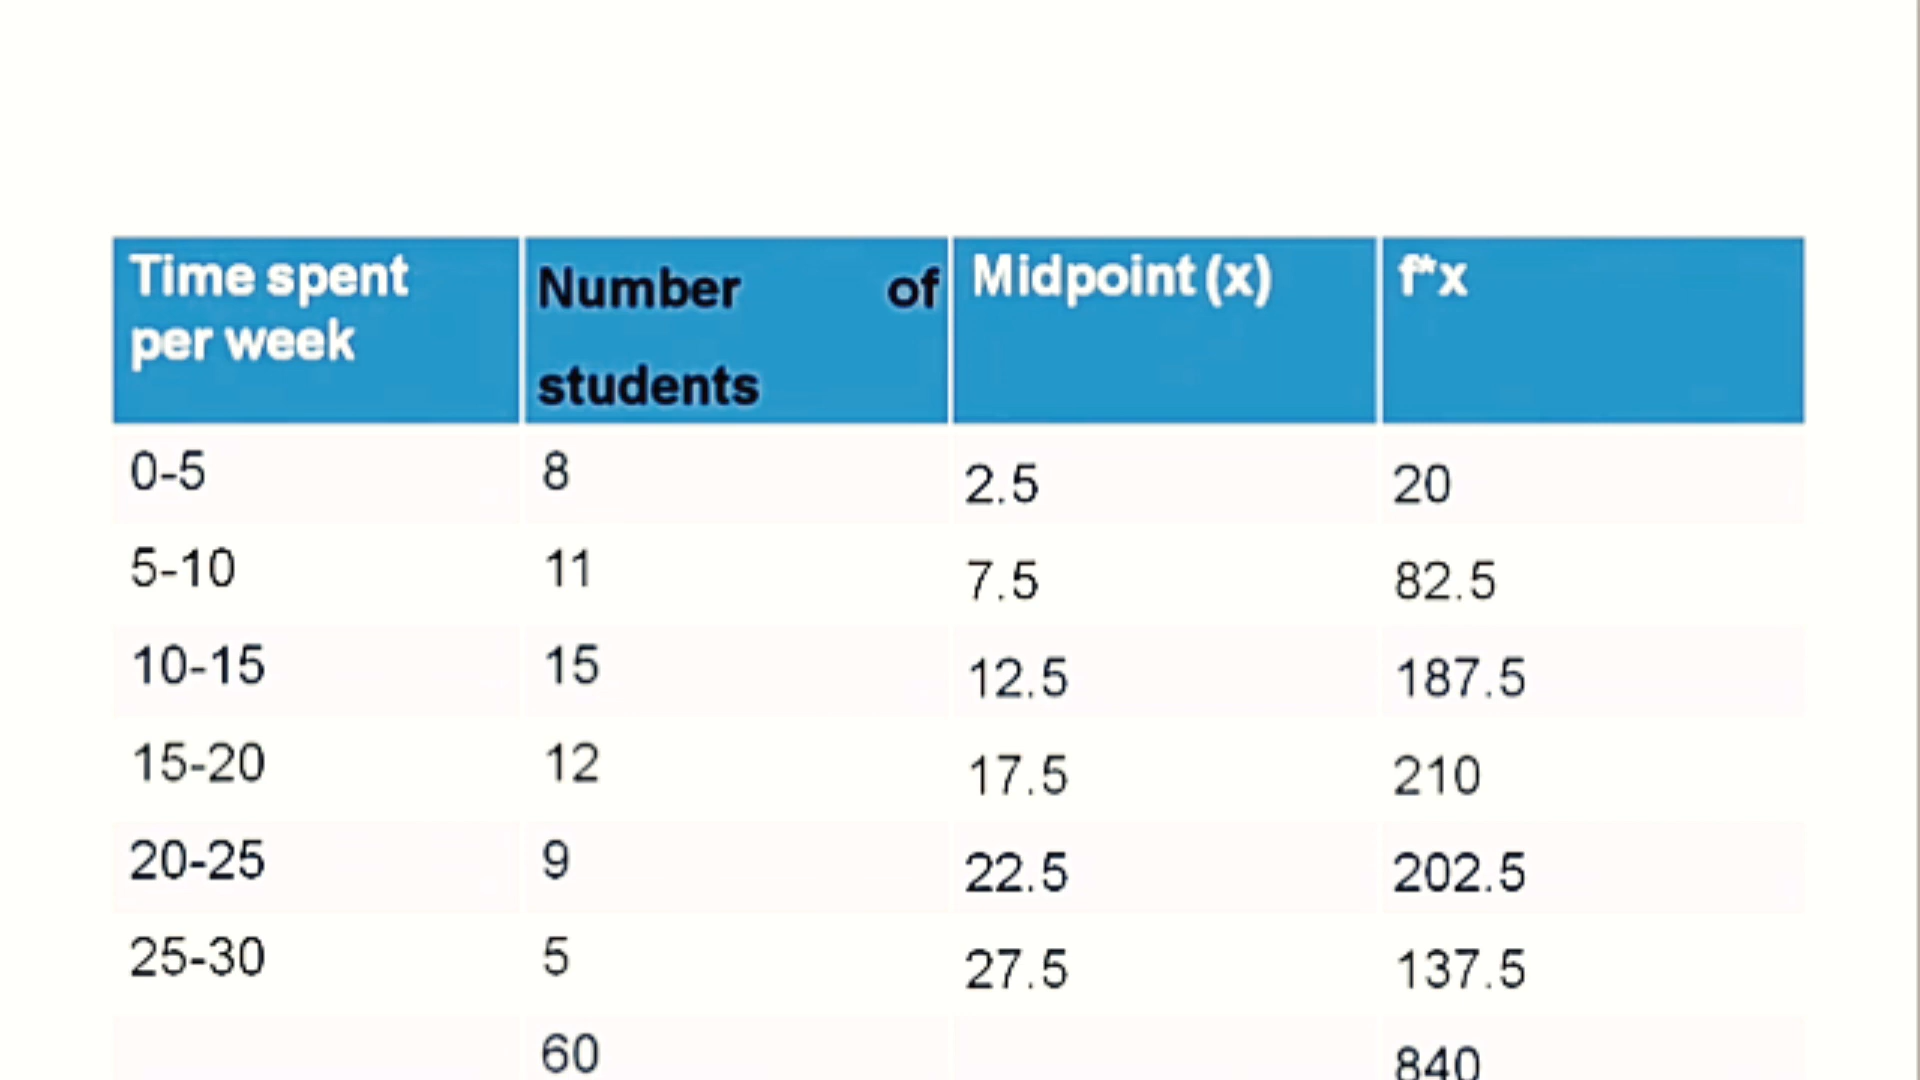 Time spent per week Number of students Midpoint (x) f*x
0-5 8 2.5 20
5-10 11 7.5 82.5
10-15 15 12.5 187.5
15-20 12 17.5 210
20-25 9 22.5 202.5
25-30 5 27.5 137.5
60 840